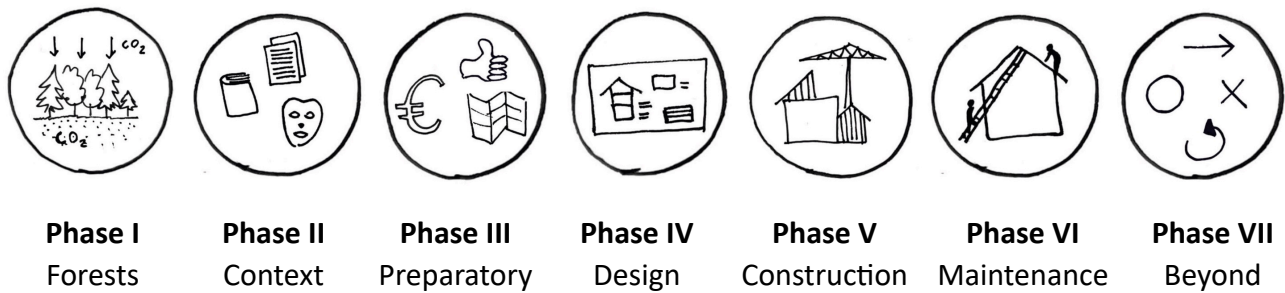 CO₂
CO₂
€
Phase I
Forests
Phase II
Context
Phase III
Preparatory
Phase IV
Design
Phase V
Construction
Phase VI
Maintenance
Phase VII
Beyond